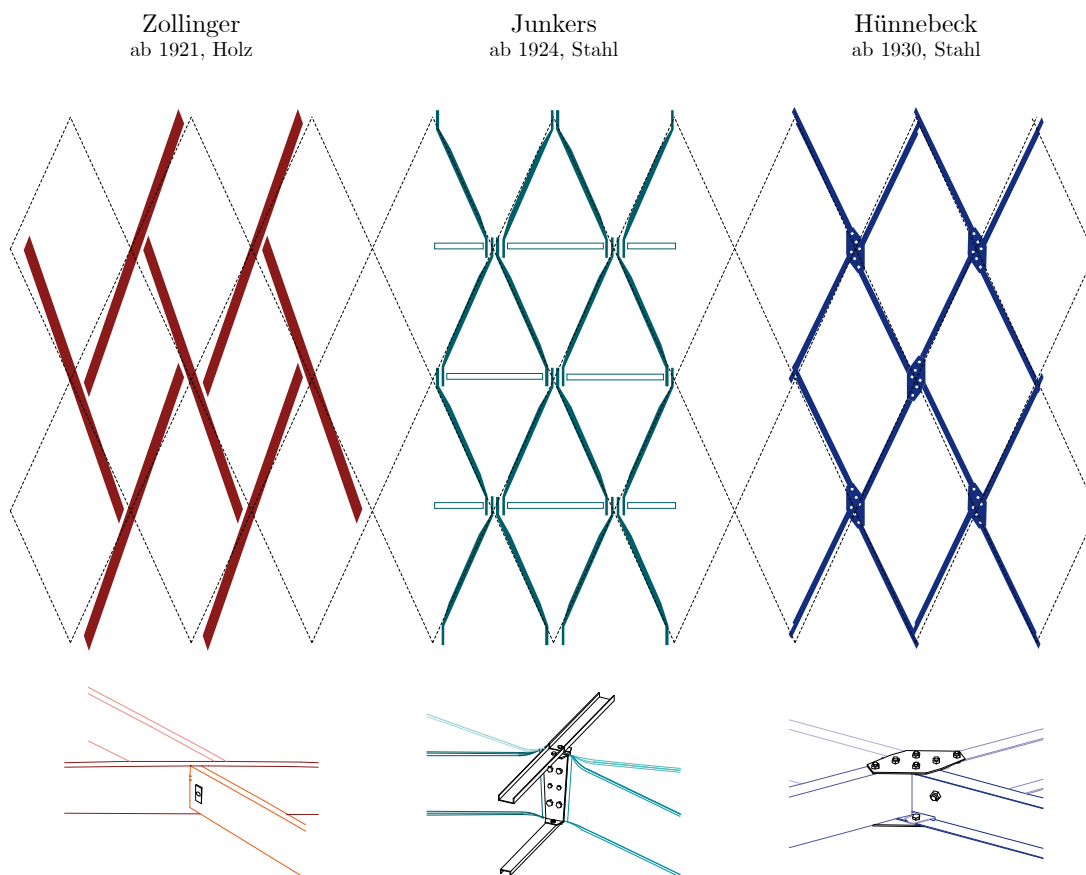 Zollinger
ab 1921, Holz
Junkers
ab 1924, Stahl
Hünnebeck
ab 1930, Stahl